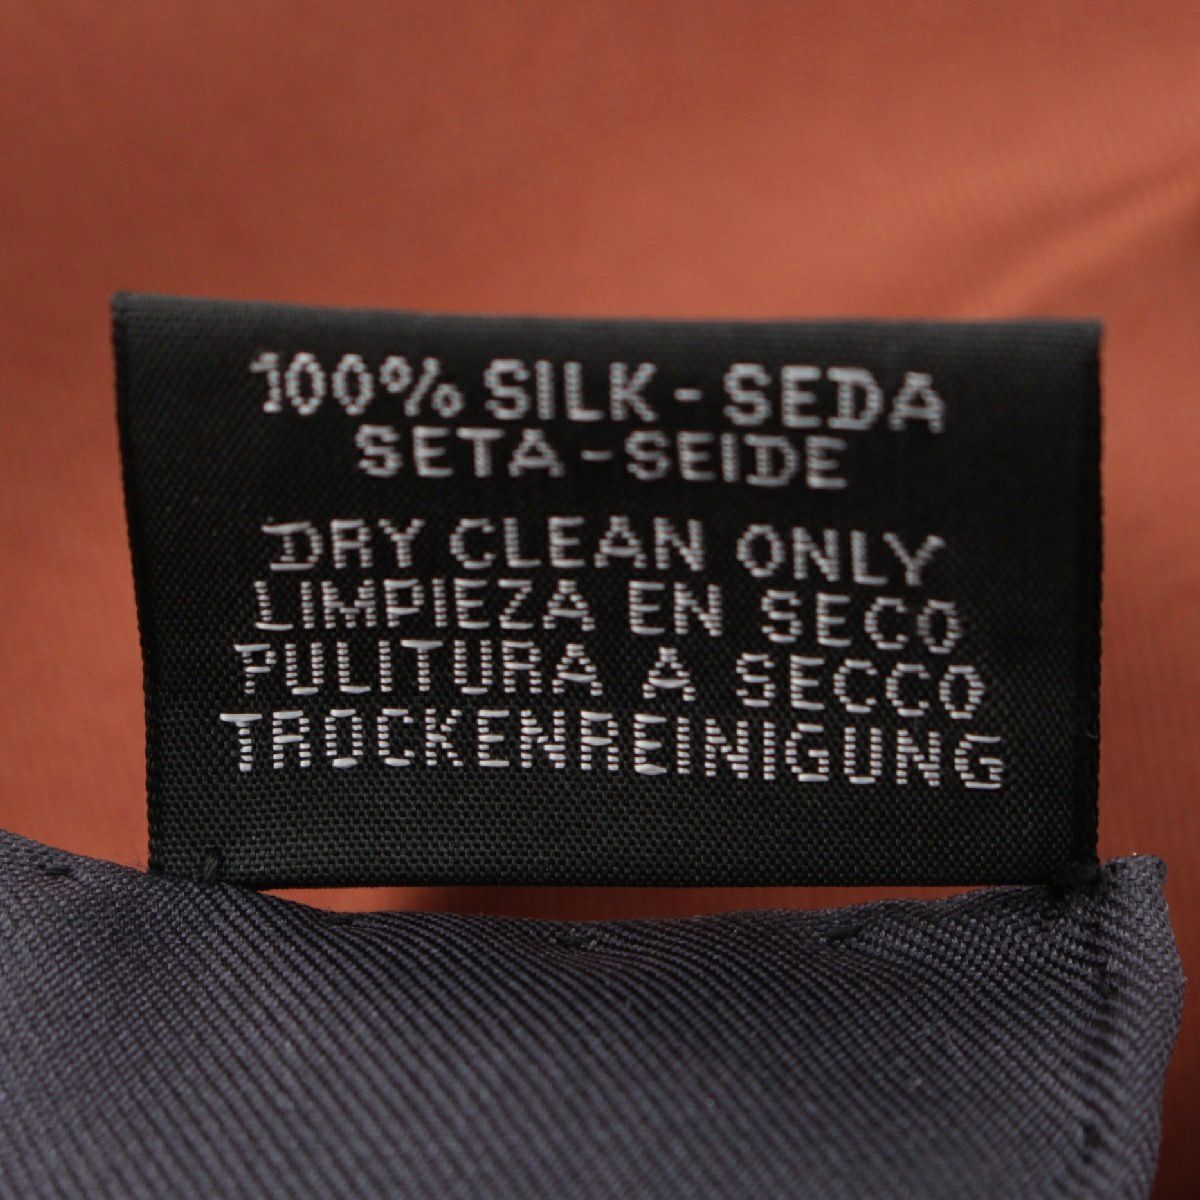 100% SILK - SEDA
SETA - SEIDE
DRY CLEAN ONLY
LIMPIEZA EN SECO
PULITURA A SECCO
TROCKENREINIGUNG